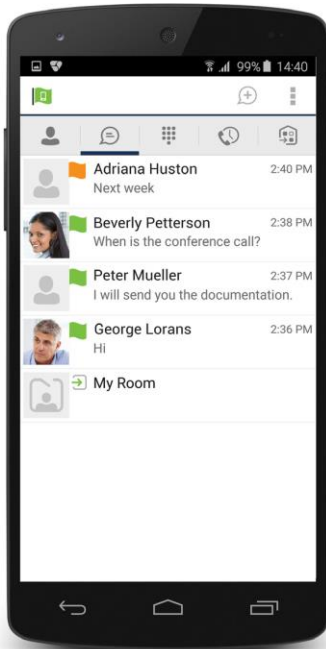 99% 14:40
Adriana Huston 2:40 PM
Next week
Beverly Petterson 2:38 PM
When is the conference call?
Peter Mueller 2:37 PM
I will send you the documentation.
George Lorans 2:36 PM
Hi
My Room